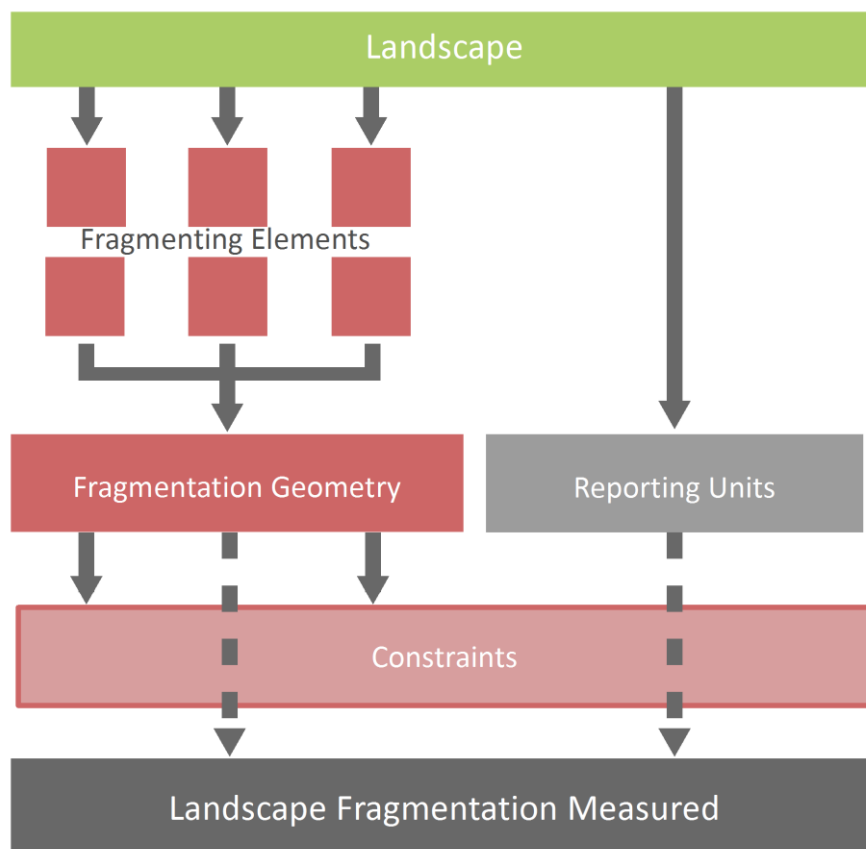 Landscape
Fragmenting Elements
Fragmentation Geometry
Reporting Units
Constraints
Landscape Fragmentation Measured